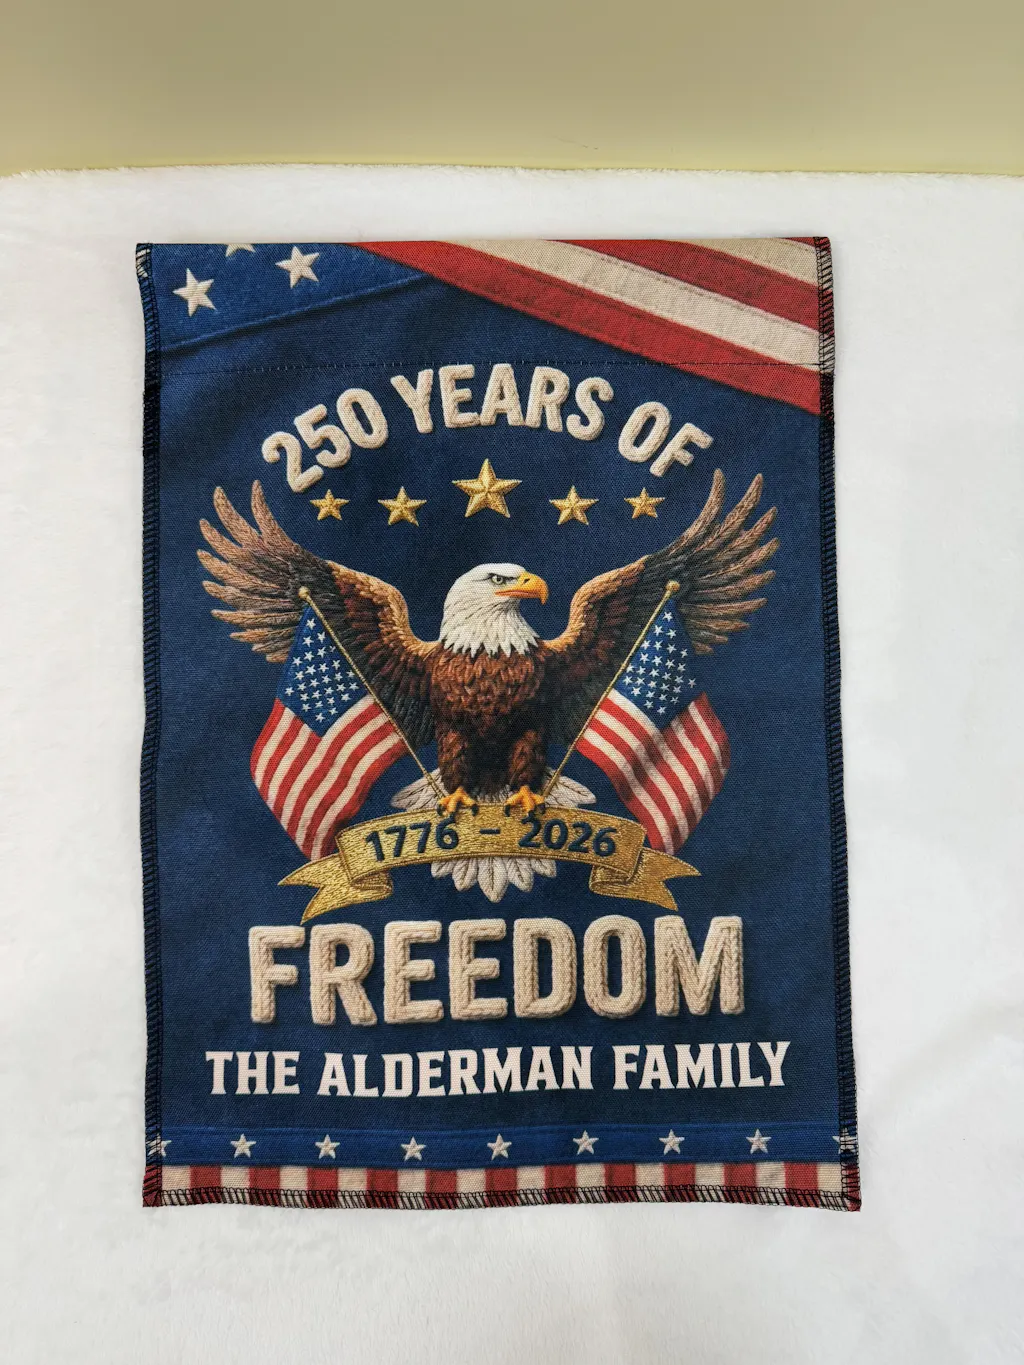 250 YEARS OF
1776 – 2026
FREEDOM
THE ALDERMAN FAMILY